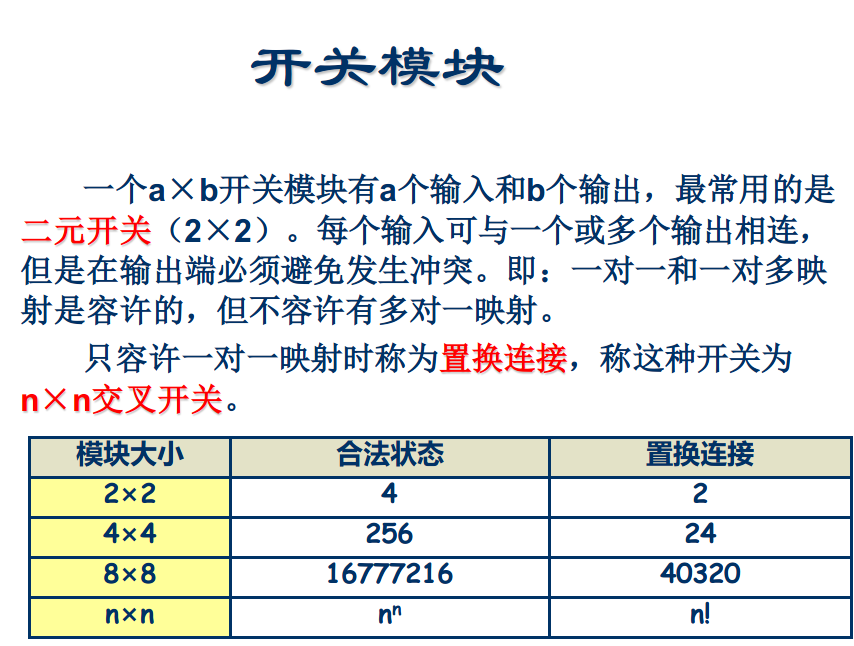 开关模块
一个a×b开关模块有a个输入和b个输出，最常用的是
二元开关（2×2）。每个输入可与一个或多个输出相连，
但是在输出端必须避免发生冲突。即：一对一和一对多映
射是容许的，但不容许有多对一映射。
只容许一对一映射时称为置换连接，称这种开关为
n×n交叉开关。
模块大小 合法状态 置换连接
2×2 4 2
4×4 256 24
8×8 16777216 40320
n×n nⁿ n!